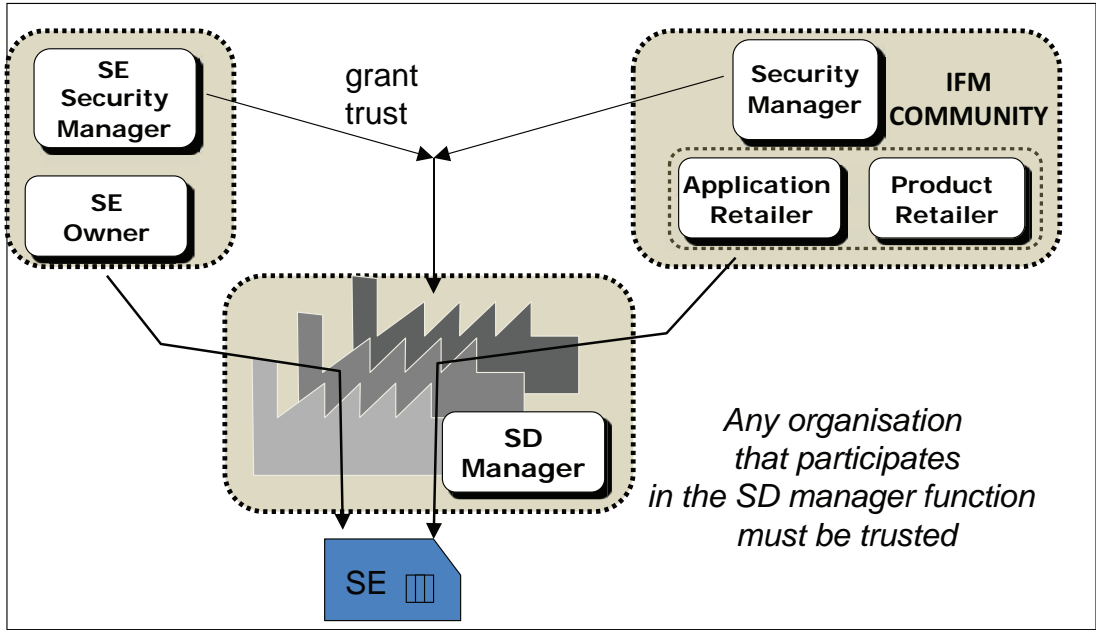 SE
Security
Manager
SE
Owner
grant
trust
Security
Manager
IFM
COMMUNITY
Application
Retailer
Product
Retailer
SD
Manager
Any organisation
that participates
in the SD manager function
must be trusted
SE